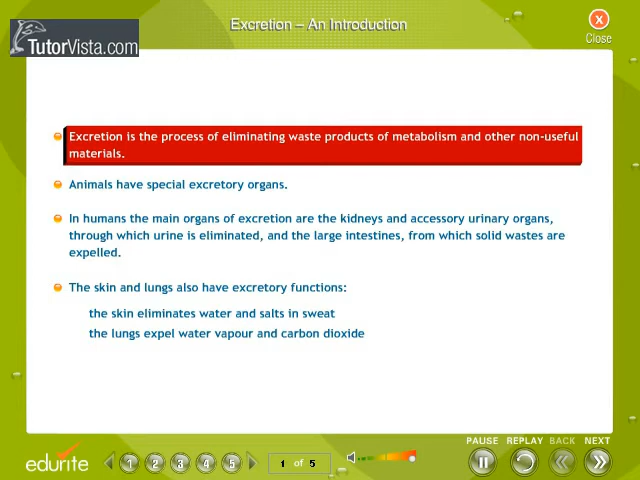 Excretion – An Introduction
X
Close
TutorVista.com
Excretion is the process of eliminating waste products of metabolism and other non-useful
materials.
Animals have special excretory organs.
In humans the main organs of excretion are the kidneys and accessory urinary organs,
through which urine is eliminated, and the large intestines, from which solid wastes are
expelled.
The skin and lungs also have excretory functions:
the skin eliminates water and salts in sweat
the lungs expel water vapour and carbon dioxide
PAUSE REPLAY BACK NEXT
edurite 1 2 3 4 5 1 of 5